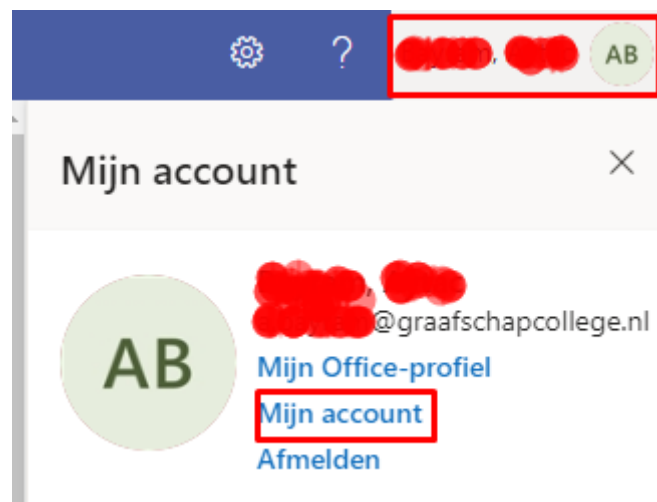 ? AB
Mijn account
AB
@graafschapcollege.nl
Mijn Office-profiel
Mijn account
Afmelden